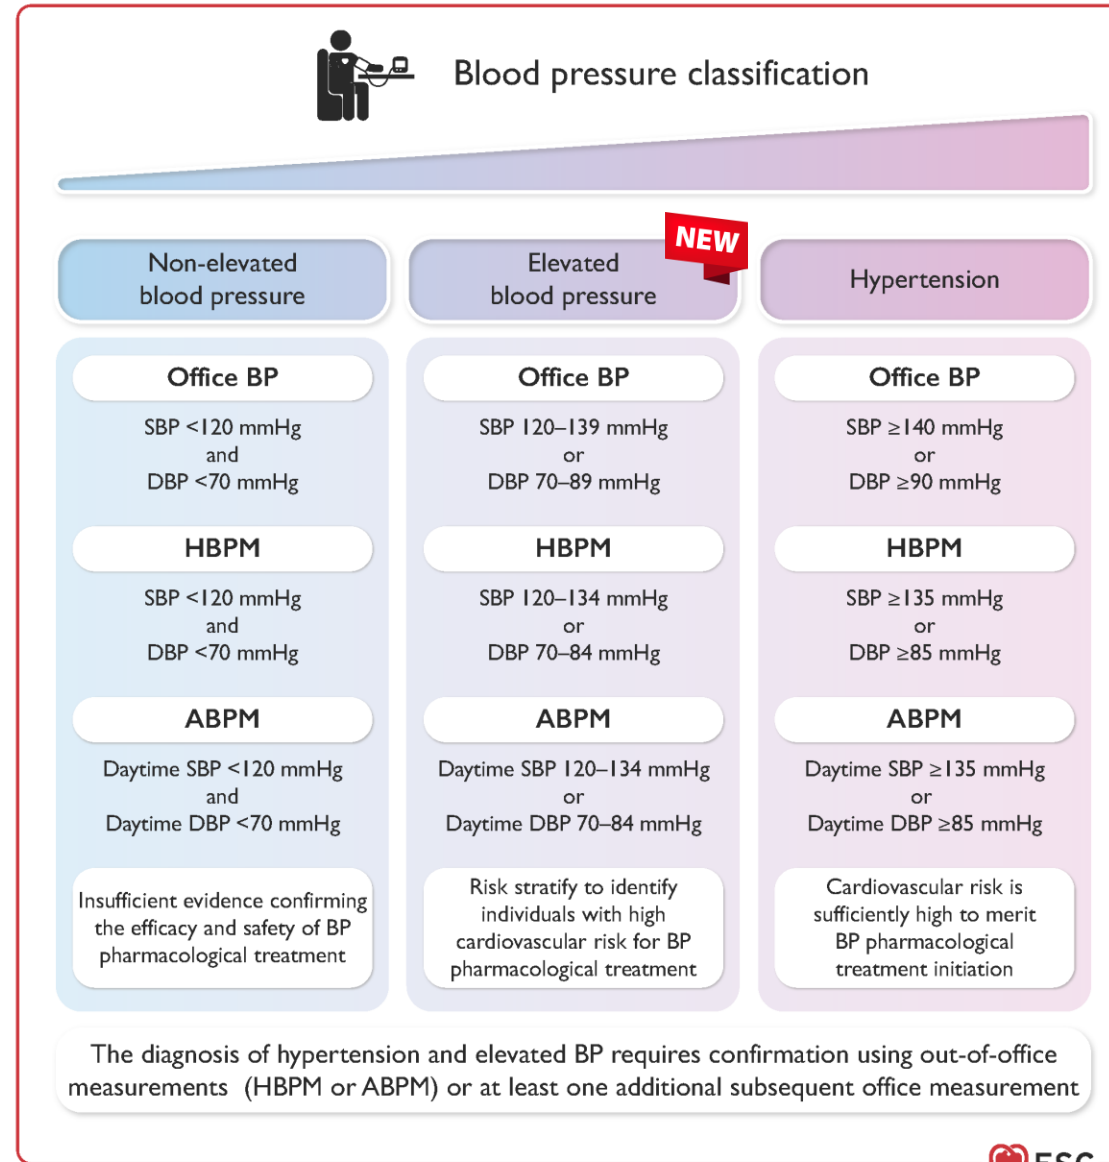 Blood pressure classification
NEW
Non-elevated
blood pressure
Elevated
blood pressure
Hypertension
Office BP
SBP <120 mmHg
and
DBP <70 mmHg
HBPM
SBP <120 mmHg
and
DBP <70 mmHg
ABPM
Daytime SBP <120 mmHg
and
Daytime DBP <70 mmHg
Insufficient evidence confirming
the efficacy and safety of BP
pharmacological treatment
Office BP
SBP 120–139 mmHg
or
DBP 70–89 mmHg
HBPM
SBP 120–134 mmHg
or
DBP 70–84 mmHg
ABPM
Daytime SBP 120–134 mmHg
or
Daytime DBP 70–84 mmHg
Risk stratify to identify
individuals with high
cardiovascular risk for BP
pharmacological treatment
Office BP
SBP ≥140 mmHg
or
DBP ≥90 mmHg
HBPM
SBP ≥135 mmHg
or
DBP ≥85 mmHg
ABPM
Daytime SBP ≥135 mmHg
or
Daytime DBP ≥85 mmHg
Cardiovascular risk is
sufficiently high to merit
BP pharmacological
treatment initiation
The diagnosis of hypertension and elevated BP requires confirmation using out-of-office
measurements (HBPM or ABPM) or at least one additional subsequent office measurement
ESC